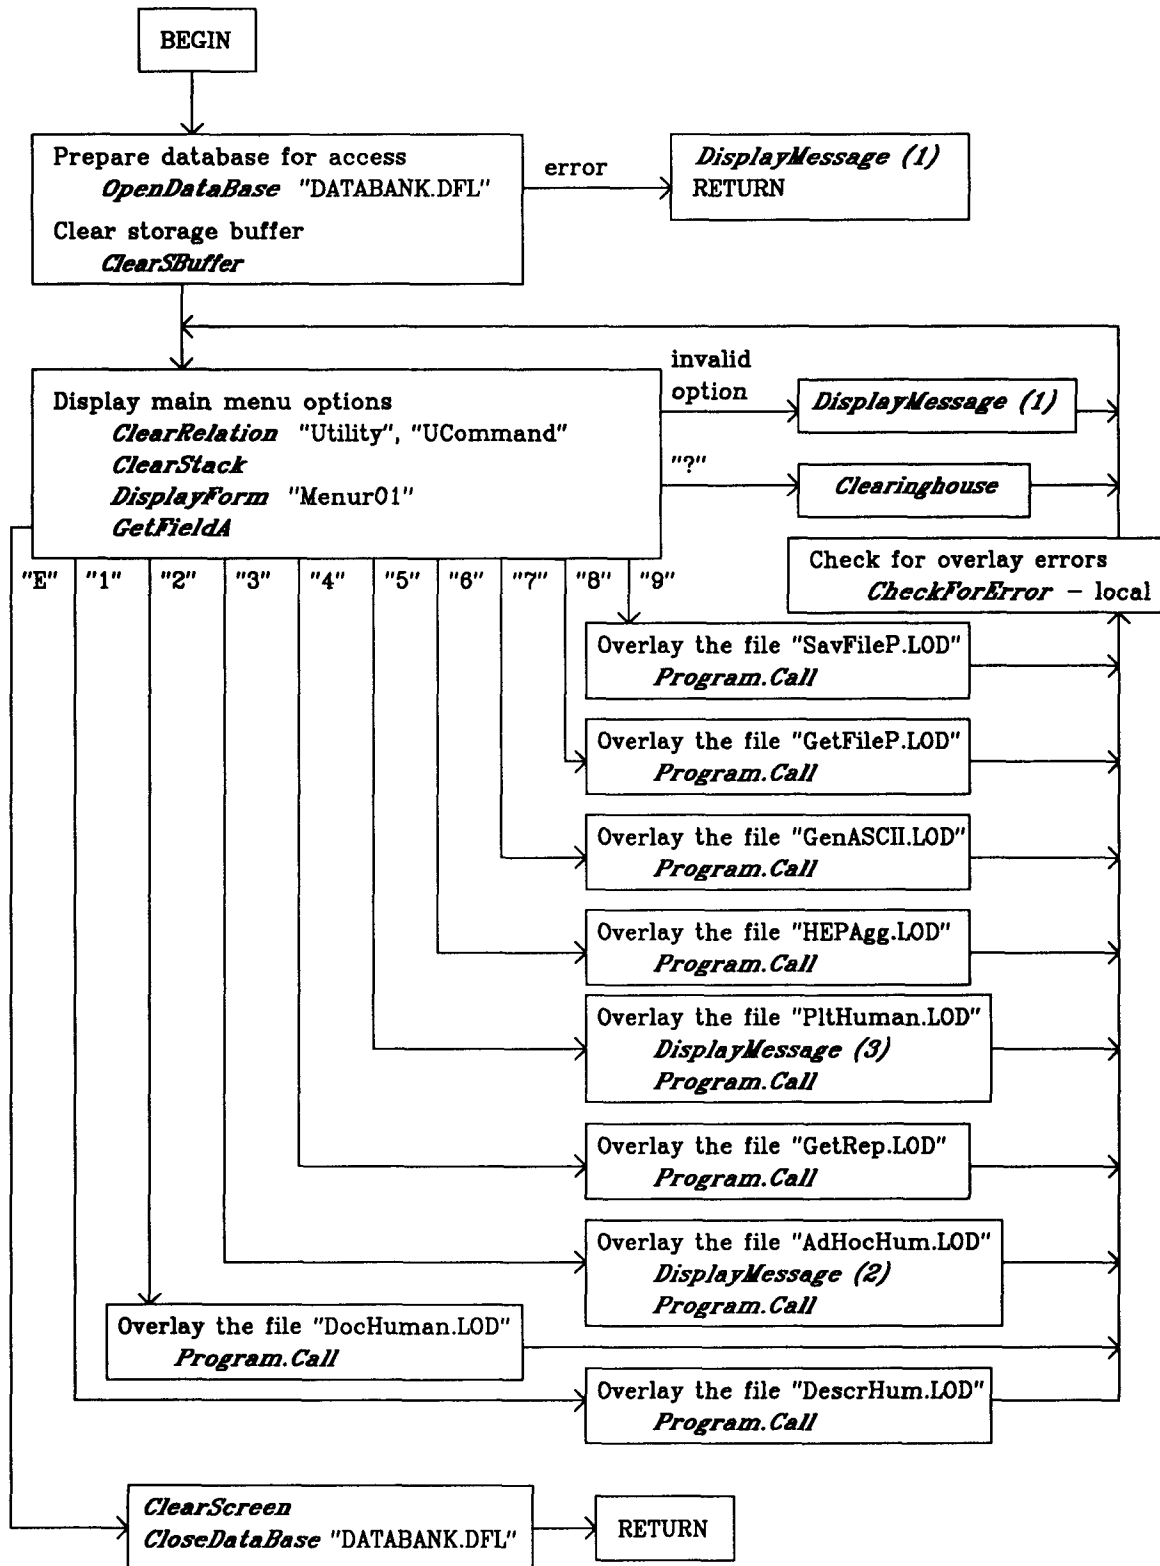 BEGIN
Prepare database for access
OpenDataBase "DATABANK.DFL"
Clear storage buffer
ClearSBuffer
error
DisplayMessage (1)
RETURN
Display main menu options
ClearRelation "Utility", "UCommand"
ClearStack
DisplayForm "Menur01"
GetFieldA
invalid
option
DisplayMessage (1)
"?"
Clearinghouse
Check for overlay errors
CheckForError - local
"E" "1" "2" "3" "4" "5" "6" "7" "8" "9"
Overlay the file "SavFileP.LOD"
Program.Call
Overlay the file "GetFileP.LOD"
Program.Call
Overlay the file "GenASCII.LOD"
Program.Call
Overlay the file "HEPAgg.LOD"
Program.Call
Overlay the file "PltHuman.LOD"
DisplayMessage (3)
Program.Call
Overlay the file "GetRep.LOD"
Program.Call
Overlay the file "AdHocHum.LOD"
DisplayMessage (2)
Program.Call
Overlay the file "DocHuman.LOD"
Program.Call
Overlay the file "DescrHum.LOD"
Program.Call
ClearScreen
CloseDataBase "DATABANK.DFL"
RETURN